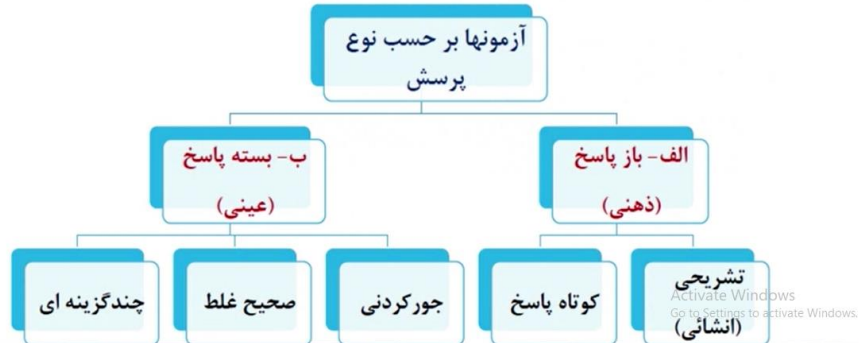 آزمونها بر حسب نوع
پرسش
الف- باز پاسخ
(ذهنی)
ب- بسته پاسخ
(عینی)
تشریحی
(انشائی)
کوتاه پاسخ
جورکردنی
صحیح غلط
چندگزینه ای
Activate Windows
Go to Settings to activate Windows.